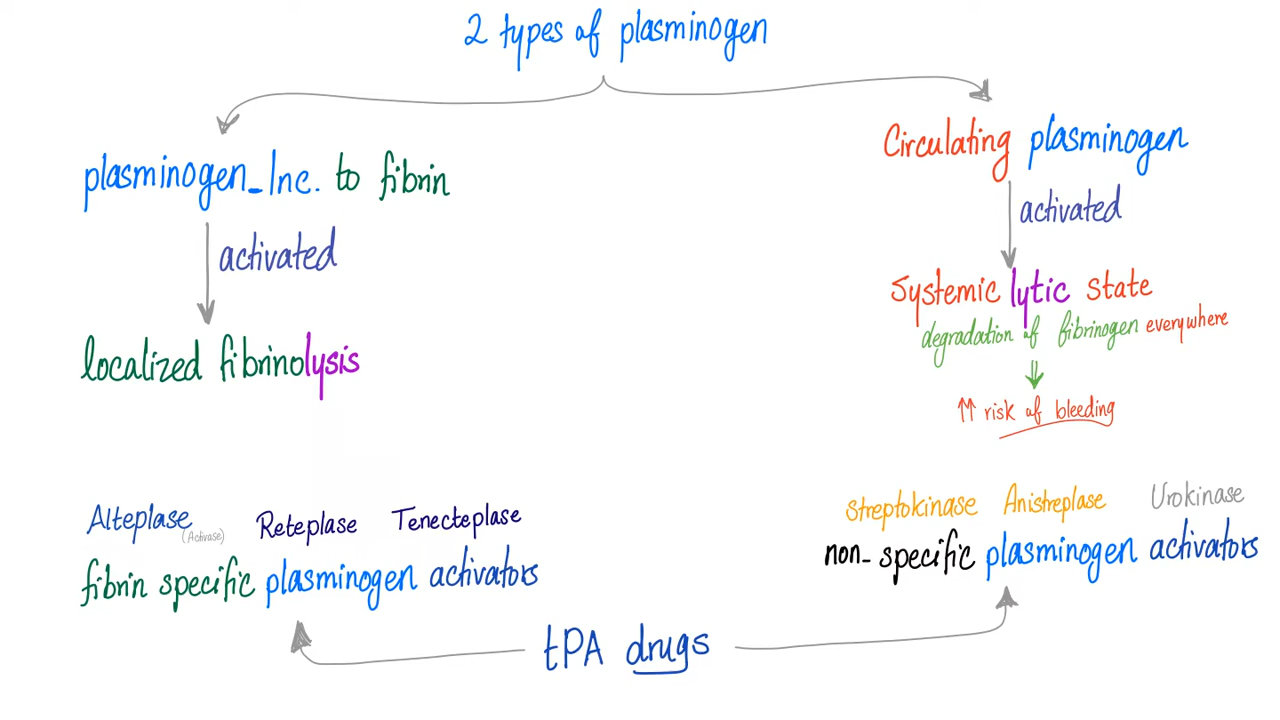 2 types of plasminogen
plasminogen_Inc. to fibrin
activated
localized fibrinolysis
Circulating plasminogen
activated
Systemic lytic state
degradation of fibrinogen everywhere
↑↑ risk of bleeding
Alteplase (Activase) Reteplase Tenecteplase
fibrin specific plasminogen activators
Streptokinase Anistreplase Urokinase
non-specific plasminogen activators
tPA drugs